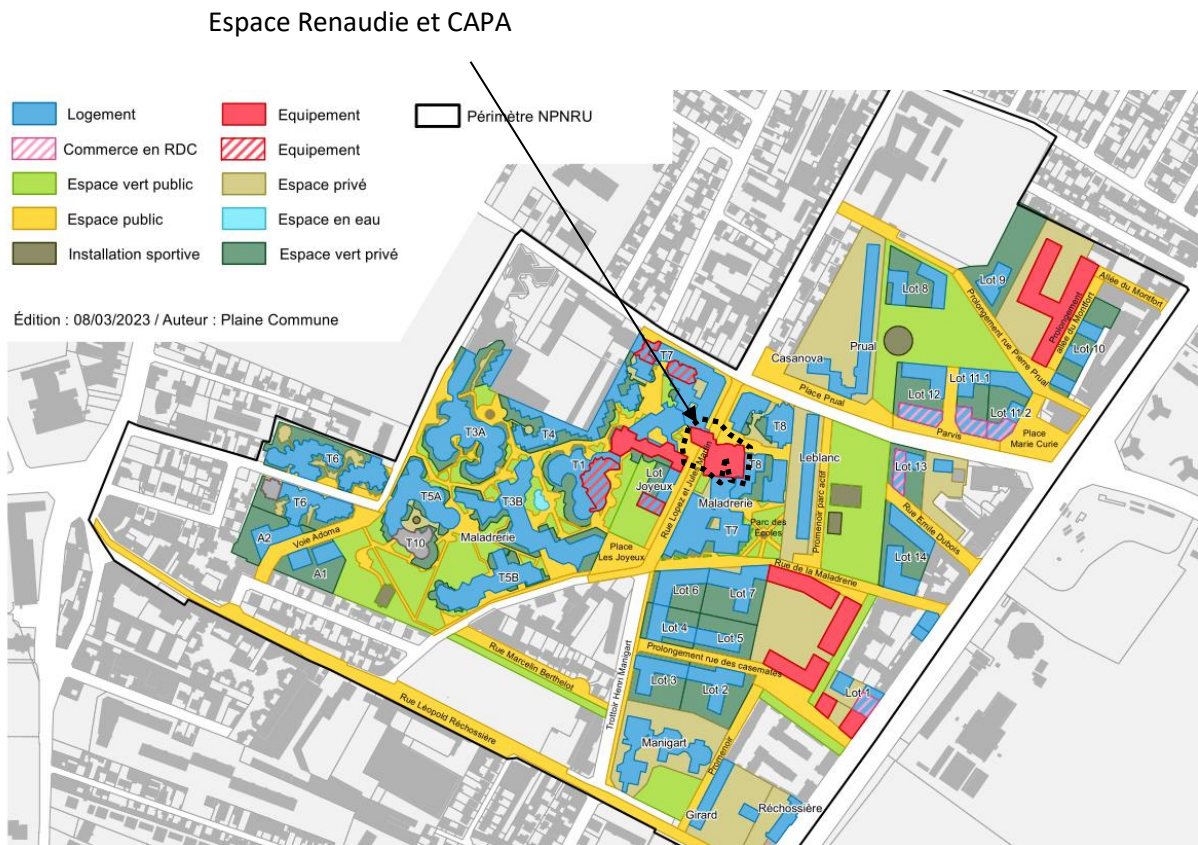 Espace Renaudie et CAPA
Logement
Equipement
Périmètre NPNRU
Commerce en RDC
Equipement
Espace vert public
Espace privé
Espace public
Espace en eau
Installation sportive
Espace vert privé
Édition : 08/03/2023 / Auteur : Plaine Commune
Allée du Montfort
Lot 9
Lot 8
Prolongement
allée du Montfort
Prolongement rue Pierre Prual
Prual
Casanova
Lot 10
T7
Lot 11.1
Lot 12
Lot 11.2
Place Prual
Parvis
Place
Marie Curie
T3A
T4
T8
Leblanc
T6
T1
Lot
Joyeux
Rue Lopez et Jules Martin
T8
Lot 13
T5A
T3B
Maladrerie
T6
T10
Maladrerie
Voie Adoma
A2
T7
Parc des
Écoles
Promenoir parc actif
Rue Emile Dubois
Place
Les Joyeux
Lot 14
A1
T5B
Rue de la Maladrerie
Lot 6
Lot 7
Lot 4
Lot 5
Rue Marcelin Berthelot
Prolongement rue des casemates
Trottoir Henri Manigart
Lot 3
Lot 2
Lot 1
Rue Léopold Réchossière
Manigart
Promenoir
Girard
Réchossière